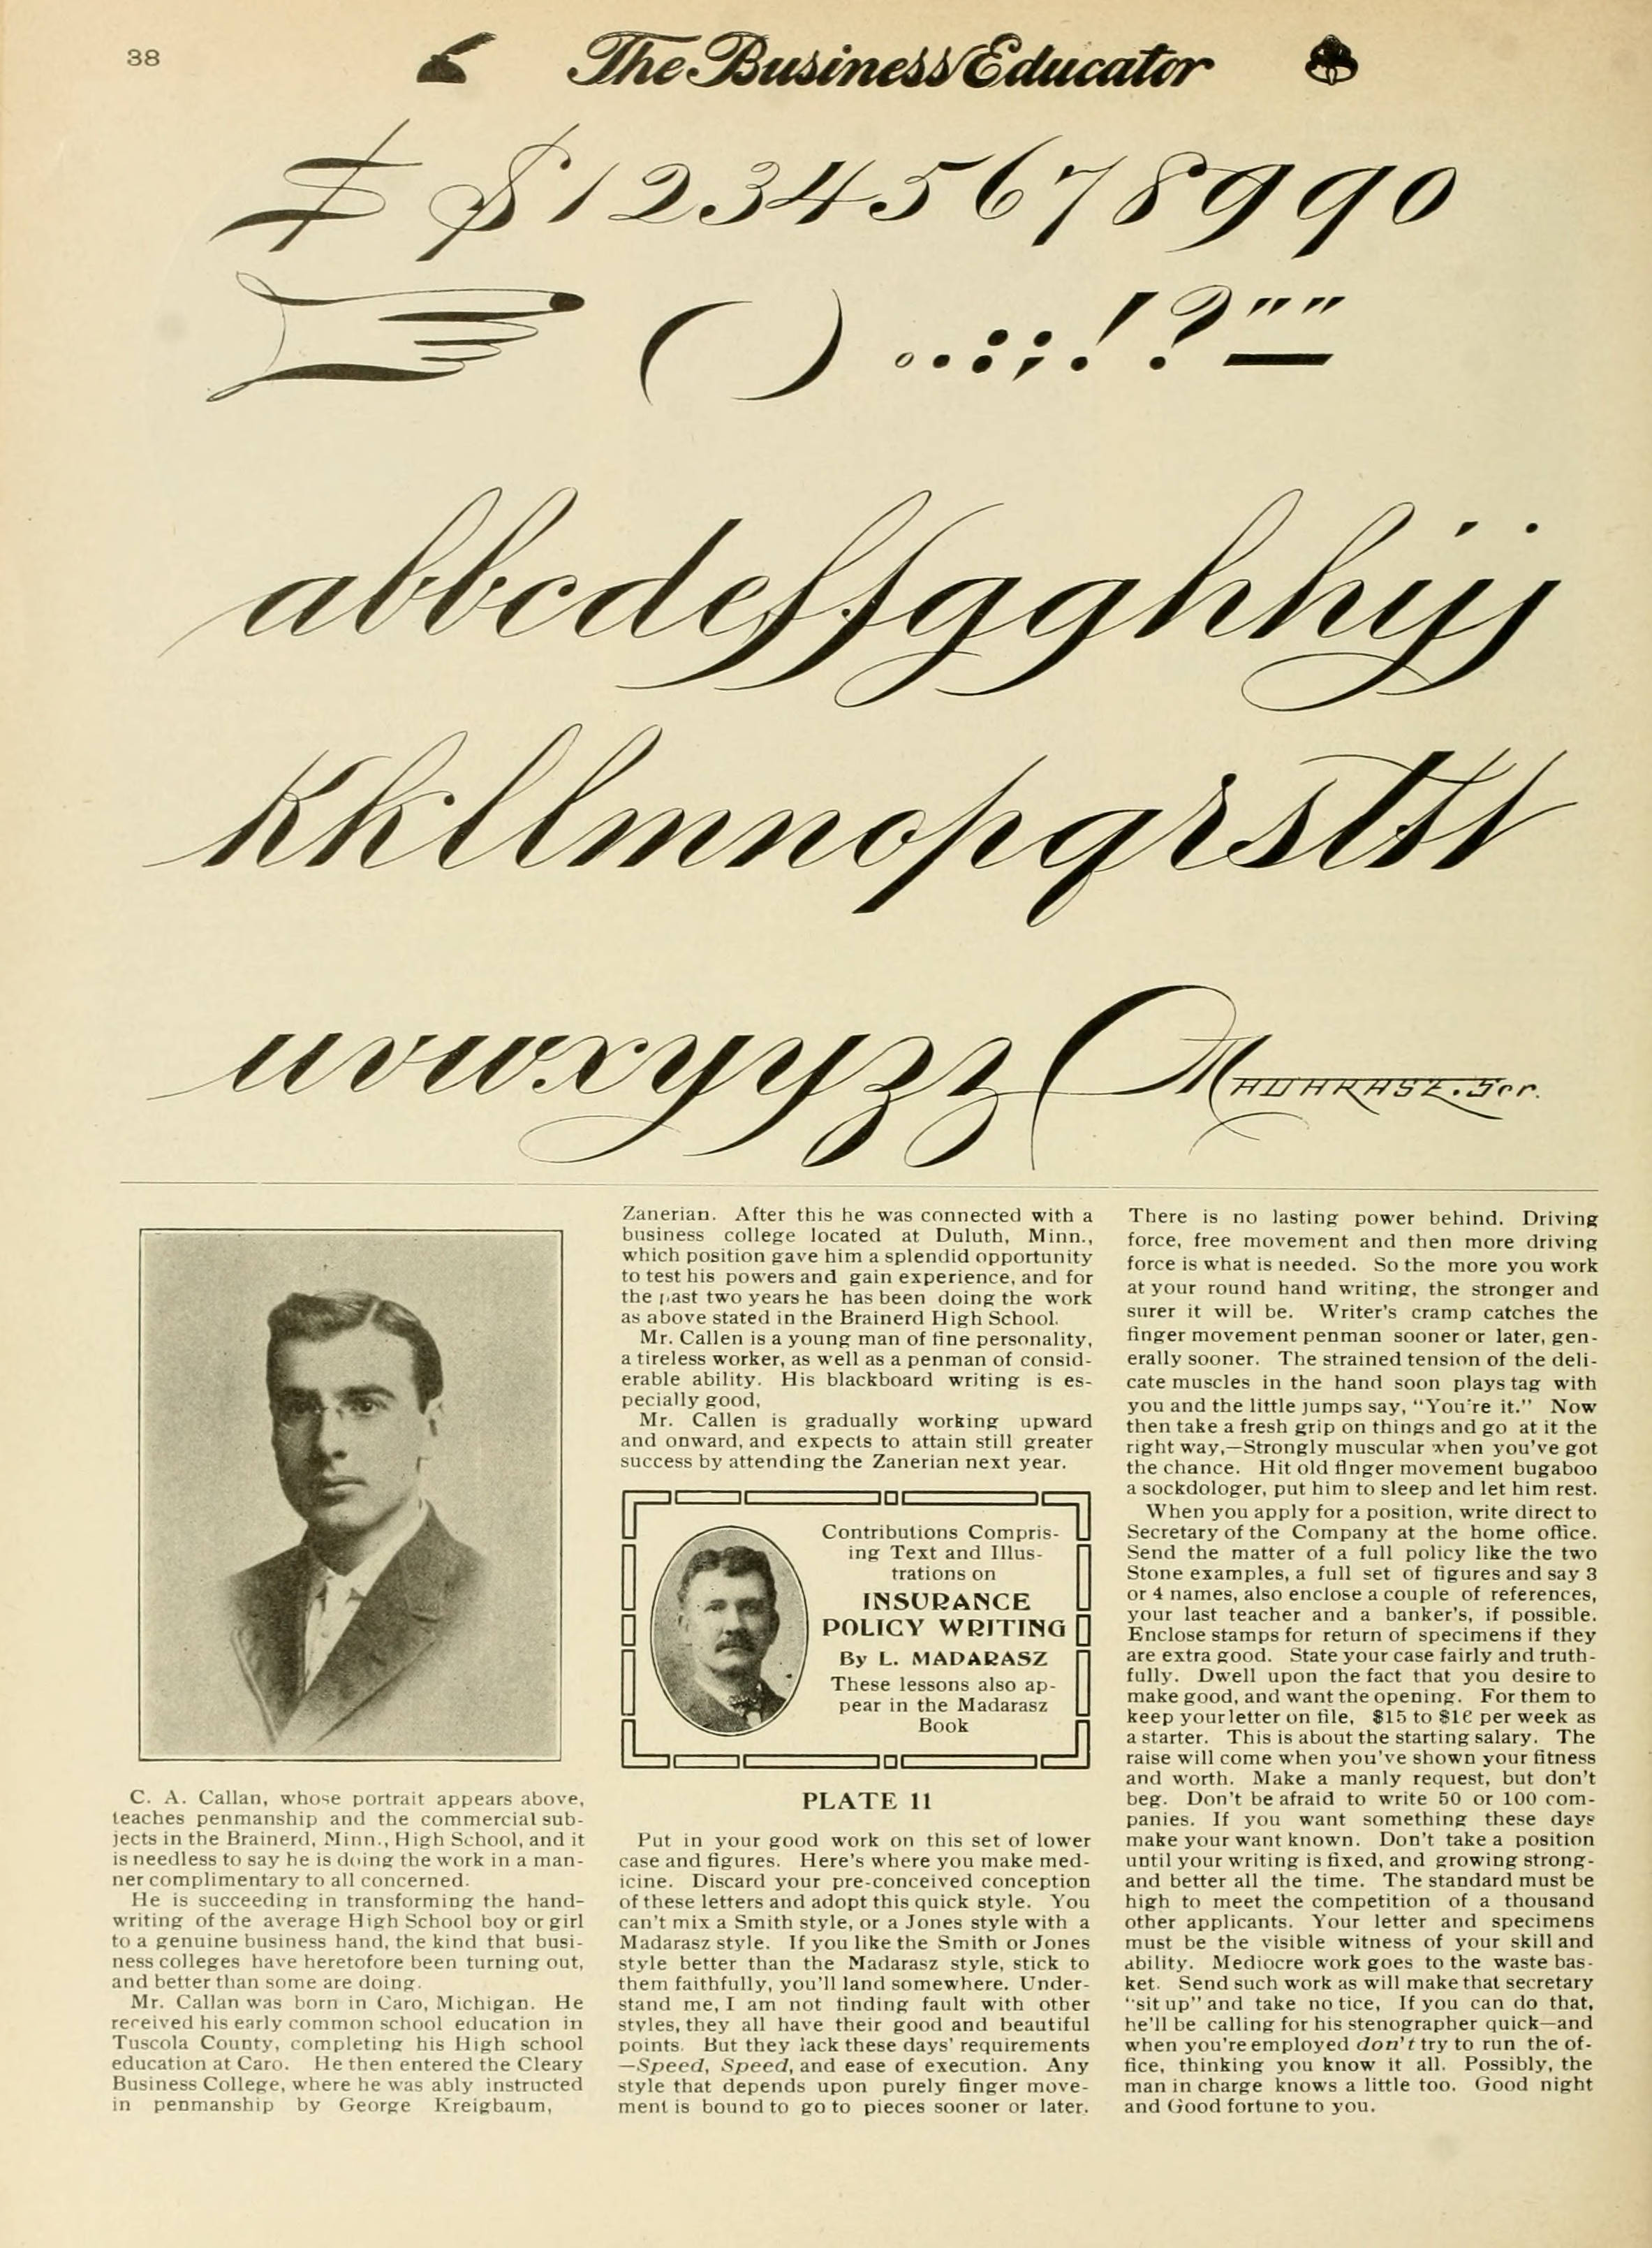 38
The Business Educator
$ 1 2 3 4 5 6 7 8 9 9 0
( ) . . : ; ! ? " "
a b b c d e f f g g h h i j j
k k l l m n o p q r s t t t
u v w x y y z z Madarasz. Scr.
C. A. Callan, whose portrait appears above,
teaches penmanship and the commercial sub-
jects in the Brainerd, Minn., High School, and it
is needless to say he is doing the work in a man-
ner complimentary to all concerned.
He is succeeding in transforming the hand-
writing of the average High School boy or girl
to a genuine business hand, the kind that busi-
ness colleges have heretofore been turning out,
and better than some are doing.
Mr. Callan was born in Caro, Michigan. He
received his early common school education in
Tuscola County, completing his High school
education at Caro. He then entered the Cleary
Business College, where he was ably instructed
in penmanship by George Kreigbaum,
Zanerian. After this he was connected with a
business college located at Duluth, Minn.,
which position gave him a splendid opportunity
to test his powers and gain experience, and for
the past two years he has been doing the work
as above stated in the Brainerd High School.
Mr. Callen is a young man of fine personality,
a tireless worker, as well as a penman of consid-
erable ability. His blackboard writing is es-
pecially good,
Mr. Callen is gradually working upward
and onward, and expects to attain still greater
success by attending the Zanerian next year.
Contributions Compris-
ing Text and Illus-
trations on
INSURANCE
POLICY WRITING
By L. MADARASZ
These lessons also ap-
pear in the Madarasz
Book
PLATE 11
Put in your good work on this set of lower
case and figures. Here's where you make med-
icine. Discard your pre-conceived conception
of these letters and adopt this quick style. You
can't mix a Smith style, or a Jones style with a
Madarasz style. If you like the Smith or Jones
style better than the Madarasz style, stick to
them faithfully, you'll land somewhere. Under-
stand me, I am not finding fault with other
styles, they all have their good and beautiful
points. But they lack these days' requirements
—Speed, Speed, and ease of execution. Any
style that depends upon purely finger move-
ment is bound to go to pieces sooner or later.
There is no lasting power behind. Driving
force, free movement and then more driving
force is what is needed. So the more you work
at your round hand writing, the stronger and
surer it will be. Writer's cramp catches the
finger movement penman sooner or later, gen-
erally sooner. The strained tension of the deli-
cate muscles in the hand soon plays tag with
you and the little jumps say, "You're it." Now
then take a fresh grip on things and go at it the
right way,—Strongly muscular when you've got
the chance. Hit old finger movement bugaboo
a sockdologer, put him to sleep and let him rest.
When you apply for a position, write direct to
Secretary of the Company at the home office.
Send the matter of a full policy like the two
Stone examples, a full set of figures and say 3
or 4 names, also enclose a couple of references,
your last teacher and a banker's, if possible.
Enclose stamps for return of specimens if they
are extra good. State your case fairly and truth-
fully. Dwell upon the fact that you desire to
make good, and want the opening. For them to
keep your letter on file, $15 to per week as
a starter. This is about the starting salary. The
raise will come when you've shown your fitness
and worth. Make a manly request, but don't
beg. Don't be afraid to write 50 or 100 com-
panies. If you want something these days
make your want known. Don't take a position
until your writing is fixed, and growing strong-
and better all the time. The standard must be
high to meet the competition of a thousand
other applicants. Your letter and specimens
must be the visible witness of your skill and
ability. Mediocre work goes to the waste bas-
ket. Send such work as will make that secretary
"sit up" and take no tice, If you can do that,
he'll be calling for his stenographer quick—and
when you're employed don't try to run the of-
fice, thinking you know it all. Possibly, the
man in charge knows a little too. Good night
and Good fortune to you.